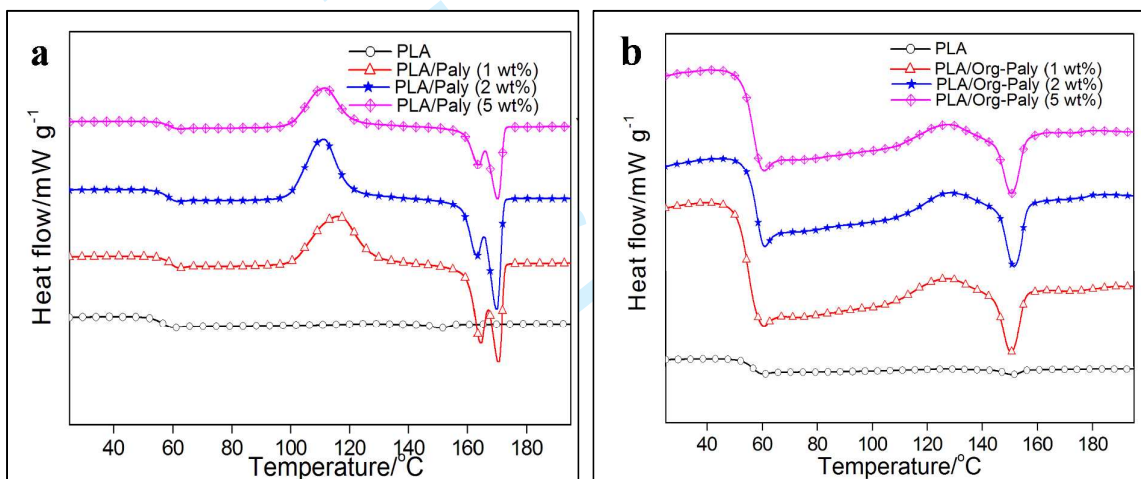 a
PLA
PLA/Paly (1 wt%)
PLA/Paly (2 wt%)
PLA/Paly (5 wt%)
Heat flow/mW g⁻¹
40 60 80 100 120 140 160 180
Temperature/°C
b
PLA
PLA/Org-Paly (1 wt%)
PLA/Org-Paly (2 wt%)
PLA/Org-Paly (5 wt%)
Heat flow/mW g⁻¹
40 60 80 100 120 140 160 180
Temperature/°C